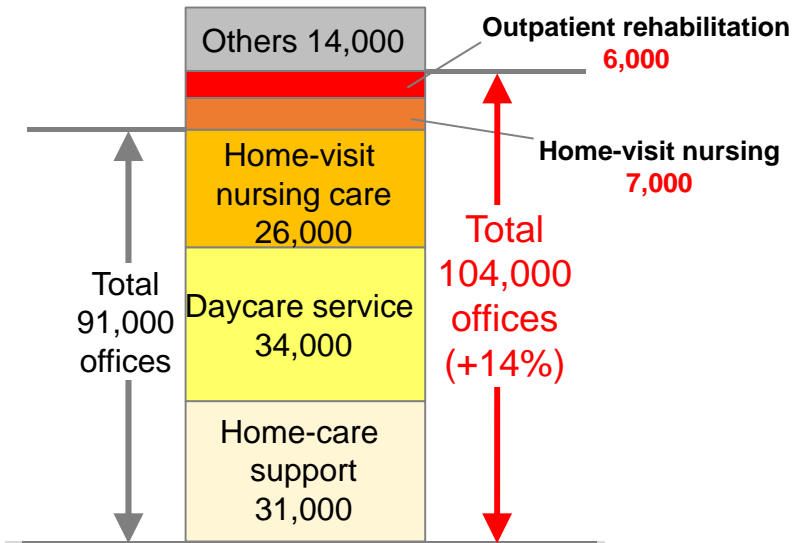 Others 14,000
Outpatient rehabilitation
6,000
Home-visit nursing
7,000
Home-visit
nursing care
26,000
Daycare service
34,000
Home-care
support
31,000
Total
91,000
offices
Total
104,000
offices
(+14%)